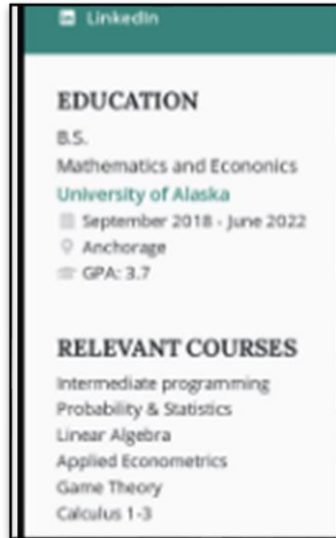 LinkedIn
EDUCATION
B.S.
Mathematics and Econonics
University of Alaska
September 2018 - June 2022
Anchorage
GPA: 3.7
RELEVANT COURSES
Intermediate programming
Probability & Statistics
Linear Algebra
Applied Econometrics
Game Theory
Calculus 1-3